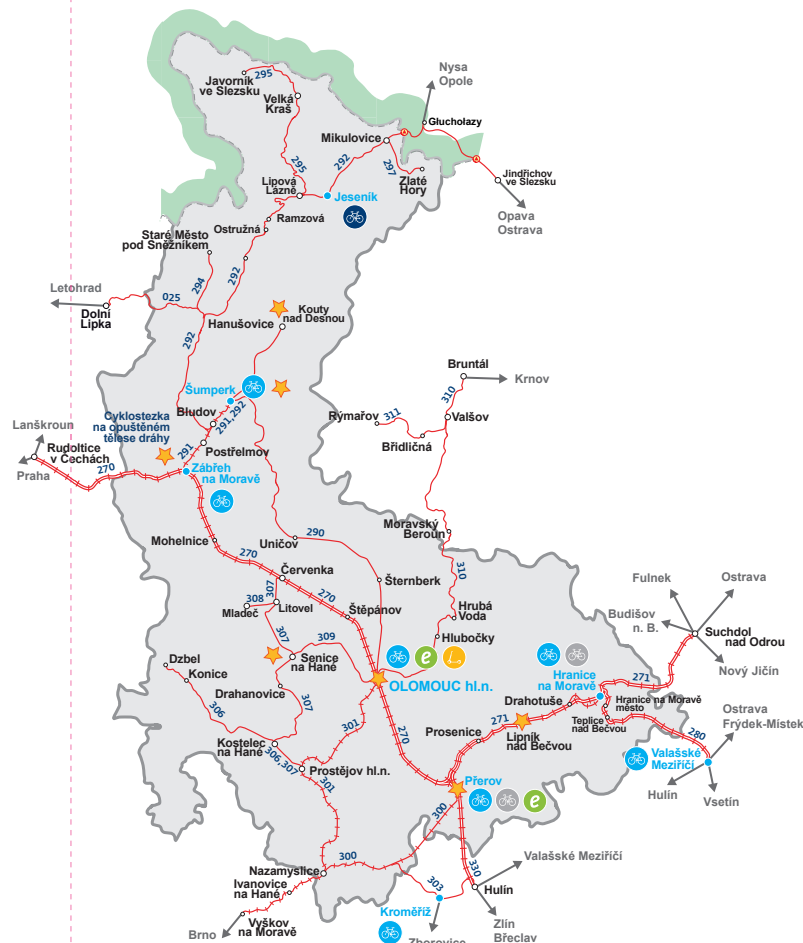 Nysa
Opole
Javorník
ve Slezsku
295
Velká
Kraš
Głuchołazy
Mikulovice
292
295
297
Zlaté
Hory
Jindřichov
ve Slezsku
Lipová
Lázně
Jeseník
Opava
Ostrava
Ramzová
Ostružná
Staré Město
pod Sněžníkem
292
294
Letohrad
025
Dolní
Lipka
Kouty
nad Desnou
Hanušovice
292
Bruntál
Krnov
310
Šumperk
Rýmařov
311
Valšov
Břidličná
Bludov
291,292
Cyklostezka
na opuštěném
tělese dráhy
Lanškroun
Rudoltice
v Čechách
Praha
270
291
Postřelmov
Zábřeh
na Moravě
Moravský
Beroun
290
Uničov
Mohelnice
270
310
Fulnek
Ostrava
Červenka
Šternberk
307
308
Mladeč
Litovel
270
Štěpánov
Hrubá
Voda
Budišov
n. B.
Suchdol
nad Odrou
Hlubočky
307
309
e
Senice
na Hané
Nový Jičín
Dzbel
Konice
OLOMOUC hl.n.
Hranice
na Moravě
271
Drahanovice
307
306
Drahotuše
Hranice na Moravě
město
Teplice
nad Bečvou
Ostrava
Frýdek-Místek
271
301
270
Prosenice
Lipník
nad Bečvou
280
Kostelec
na Hané
306,307
Prostějov hl.n.
301
Valašské
Meziříčí
Přerov
e
Hulín
Vsetín
300
300
330
Nazamyslice
Valašské Meziříčí
Ivanovice
na Hané
303
Hulín
Kroměříž
Vyškov
na Moravě
Brno
Zlín
Břeclav
Zborovice